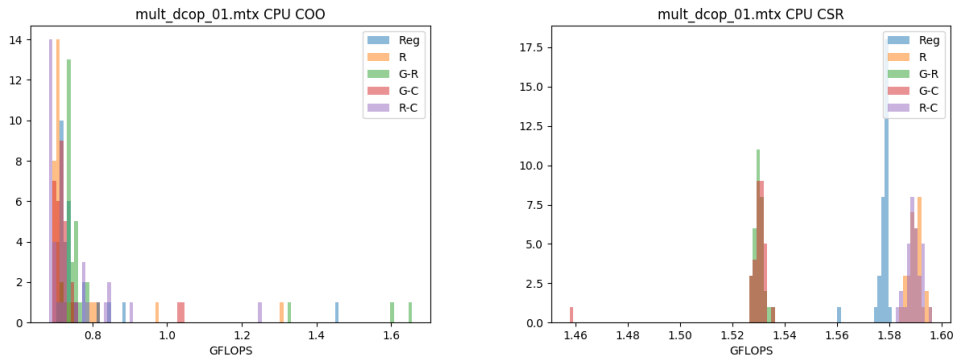 mult_dcop_01.mtx CPU COO
14
12
10
8
6
4
2
0
0.8
1.0
1.2
1.4
1.6
GFLOPS
Reg
R
G-R
G-C
R-C
mult_dcop_01.mtx CPU CSR
17.5
15.0
12.5
10.0
7.5
5.0
2.5
0.0
1.46
1.48
1.50
1.52
1.54
1.56
1.58
1.60
GFLOPS
Reg
R
G-R
G-C
R-C